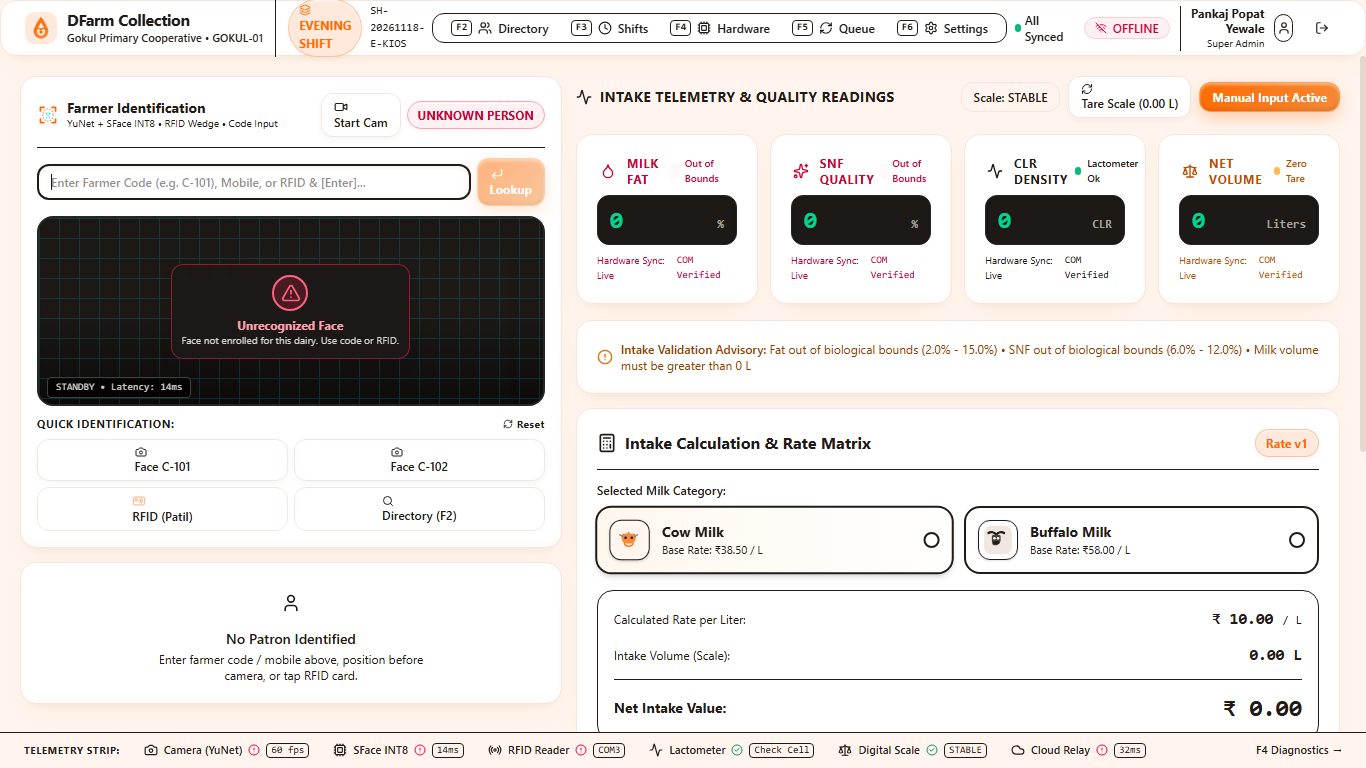 DFarm Collection
Gokul Primary Cooperative • GOKUL-01
EVENING
SHIFT
SH-
20261118-
E-KIOS
F2 Directory
F3 Shifts
F4 Hardware
F5 Queue
F6 Settings
All
Synced
OFFLINE
Pankaj Popat
Yewale
Super Admin
Farmer Identification
YuNet + SFace INT8 • RFID Wedge • Code Input
Start Cam
UNKNOWN PERSON
Enter Farmer Code (e.g. C-101), Mobile, or RFID & [Enter]...
Lookup
Unrecognized Face
Face not enrolled for this dairy. Use code or RFID.
STANDBY • Latency: 14ms
QUICK IDENTIFICATION:
Reset
Face C-101
Face C-102
RFID (Patil)
Directory (F2)
No Patron Identified
Enter farmer code / mobile above, position before
camera, or tap RFID card.
INTAKE TELEMETRY & QUALITY READINGS
Scale: STABLE
Tare Scale (0.00 L)
Manual Input Active
MILK
FAT
Out of
Bounds
0 %
Hardware Sync:
Live
COM
Verified
SNF
QUALITY
Out of
Bounds
0 %
Hardware Sync:
Live
COM
Verified
CLR
DENSITY
Lactometer
Ok
0 CLR
Hardware Sync:
Live
COM
Verified
NET
VOLUME
Zero
Tare
0 Liters
Hardware Sync:
Live
COM
Verified
Intake Validation Advisory: Fat out of biological bounds (2.0% - 15.0%) • SNF out of biological bounds (6.0% - 12.0%) • Milk volume
must be greater than 0 L
Intake Calculation & Rate Matrix
Rate v1
Selected Milk Category:
Cow Milk
Base Rate: ₹38.50 / L
Buffalo Milk
Base Rate: ₹58.00 / L
Calculated Rate per Liter: ₹ 10.00 / L
Intake Volume (Scale): 0.00 L
Net Intake Value: ₹ 0.00
TELEMETRY STRIP:
Camera (YuNet) 60 fps
SFace INT8 14ms
RFID Reader COM3
Lactometer Check Cell
Digital Scale STABLE
Cloud Relay 32ms
F4 Diagnostics →